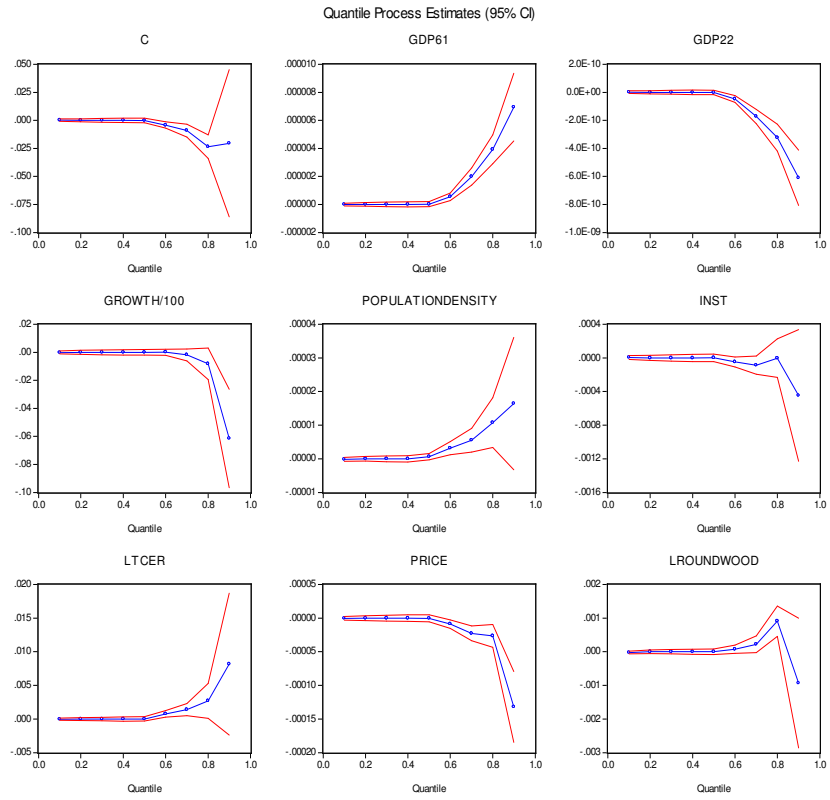 Quantile Process Estimates (95% CI)
C
GDP61
GDP22
.050
.025
.000
-.025
-.050
-.075
-.100
0.0 0.2 0.4 0.6 0.8 1.0
Quantile
.000010
.000008
.000006
.000004
.000002
.000000
-.000002
0.0 0.2 0.4 0.6 0.8 1.0
Quantile
2.0E-10
0.0E+00
-2.0E-10
-4.0E-10
-6.0E-10
-8.0E-10
-1.0E-09
0.0 0.2 0.4 0.6 0.8 1.0
Quantile
GROWTH/100
POPULATIONDENSITY
INST
.02
.00
-.02
-.04
-.06
-.08
-.10
0.0 0.2 0.4 0.6 0.8 1.0
Quantile
.00004
.00003
.00002
.00001
.00000
-.00001
0.0 0.2 0.4 0.6 0.8 1.0
Quantile
.0004
.0000
-.0004
-.0008
-.0012
-.0016
0.0 0.2 0.4 0.6 0.8 1.0
Quantile
LTCER
PRICE
LROUNDWOOD
.020
.015
.010
.005
.000
-.005
0.0 0.2 0.4 0.6 0.8 1.0
Quantile
.00005
.00000
-.00005
-.00010
-.00015
-.00020
0.0 0.2 0.4 0.6 0.8 1.0
Quantile
.002
.001
.000
-.001
-.002
-.003
0.0 0.2 0.4 0.6 0.8 1.0
Quantile